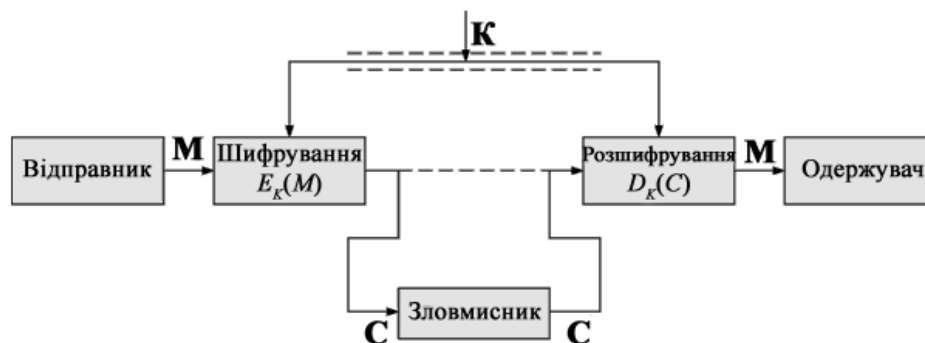 К
Відправник
М
Шифрування
E_K(M)
Розшифрування
D_K(C)
М
Одержувач
С
Зловмисник
С